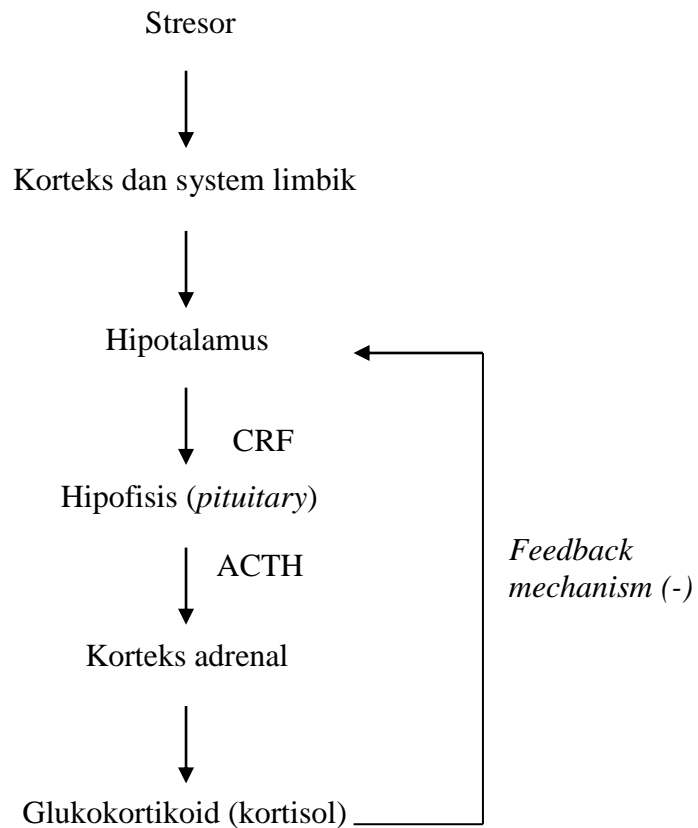 Stresor
Korteks dan system limbik
Hipotalamus
CRF
Hipofisis (pituitary)
ACTH
Feedback
mechanism (-)
Korteks adrenal
Glukokortikoid (kortisol)